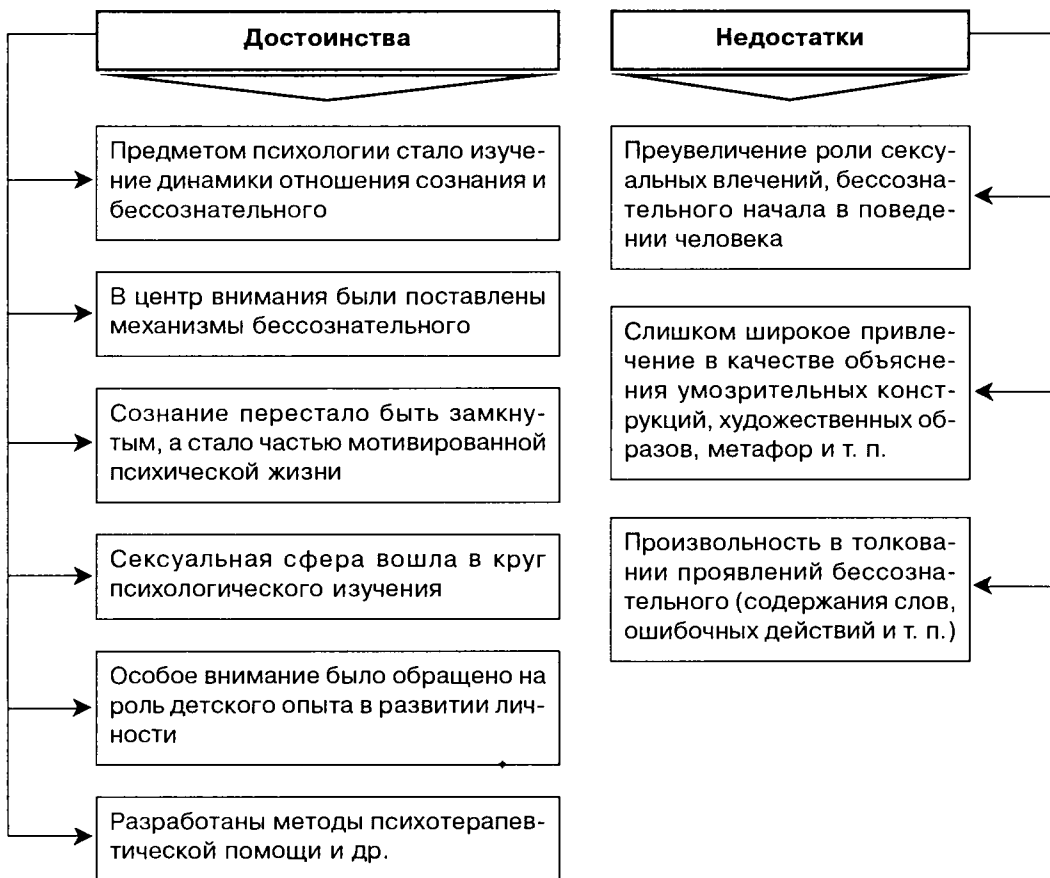 Достоинства
Предметом психологии стало изуче-
ние динамики отношения сознания и
бессознательного
В центр внимания были поставлены
механизмы бессознательного
Сознание перестало быть замкну-
тым, а стало частью мотивированной
психической жизни
Сексуальная сфера вошла в круг
психологического изучения
Особое внимание было обращено на
роль детского опыта в развитии лич-
ности
Разработаны методы психотерапев-
тической помощи и др.
Недостатки
Преувеличение роли сексу-
альных влечений, бессозна-
тельного начала в поведе-
нии человека
Слишком широкое привле-
чение в качестве объясне-
ния умозрительных конст-
рукций, художественных об-
разов, метафор и т. п.
Произвольность в толкова-
нии проявлений бессозна-
тельного (содержания слов,
ошибочных действий и т. п.)